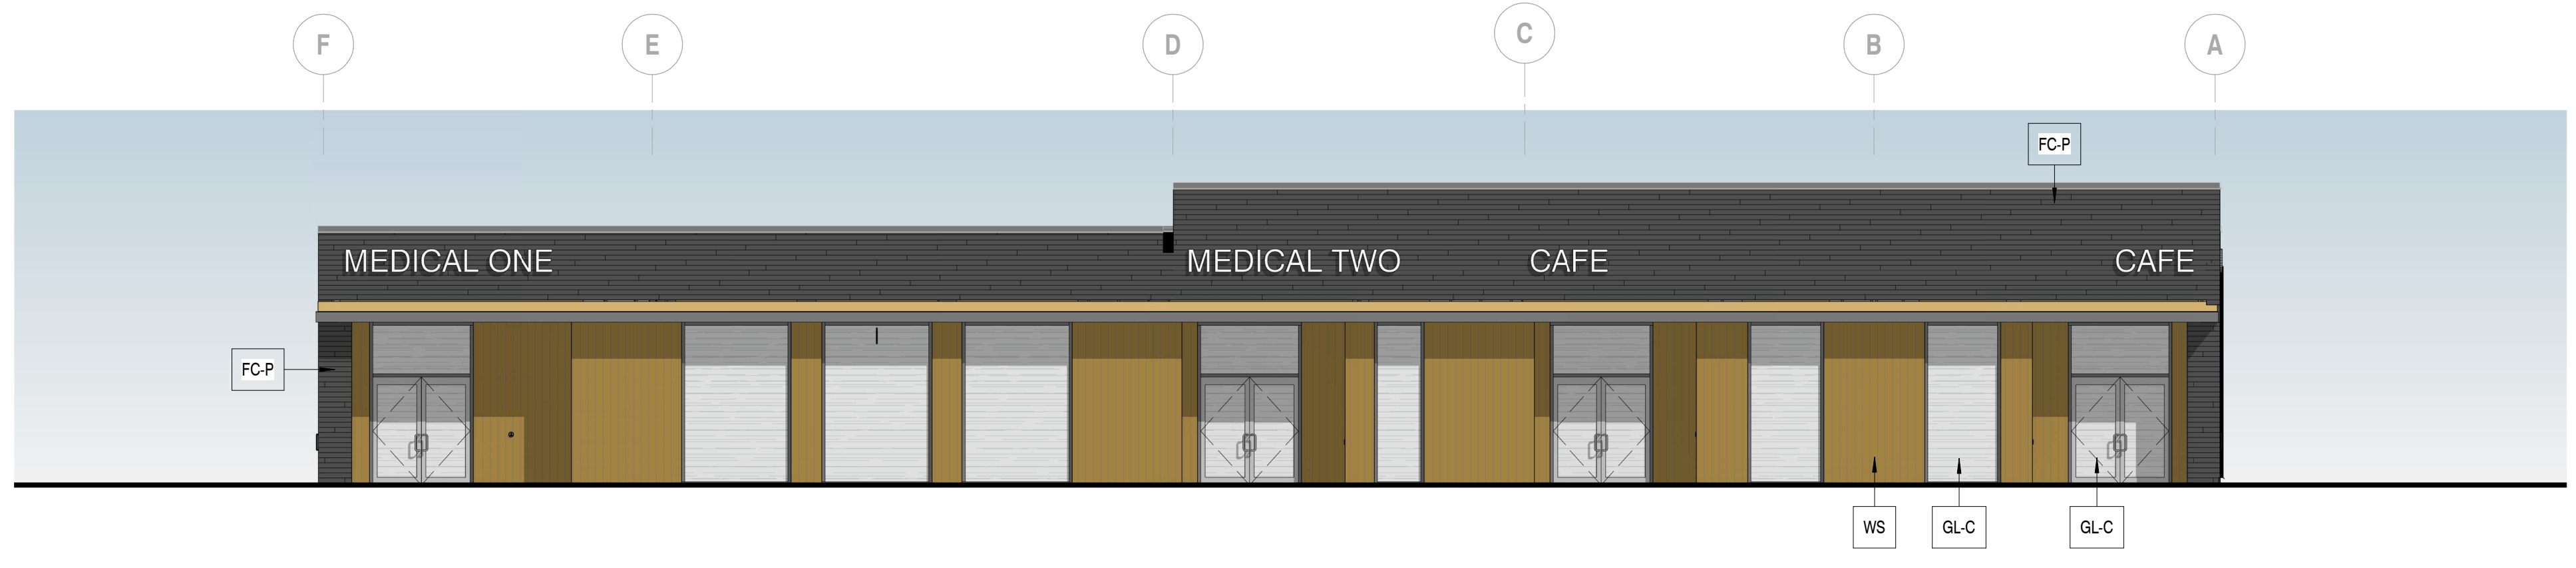 F E D C B A
FC-P
MEDICAL ONE MEDICAL TWO CAFE CAFE
FC-P
WS GL-C GL-C